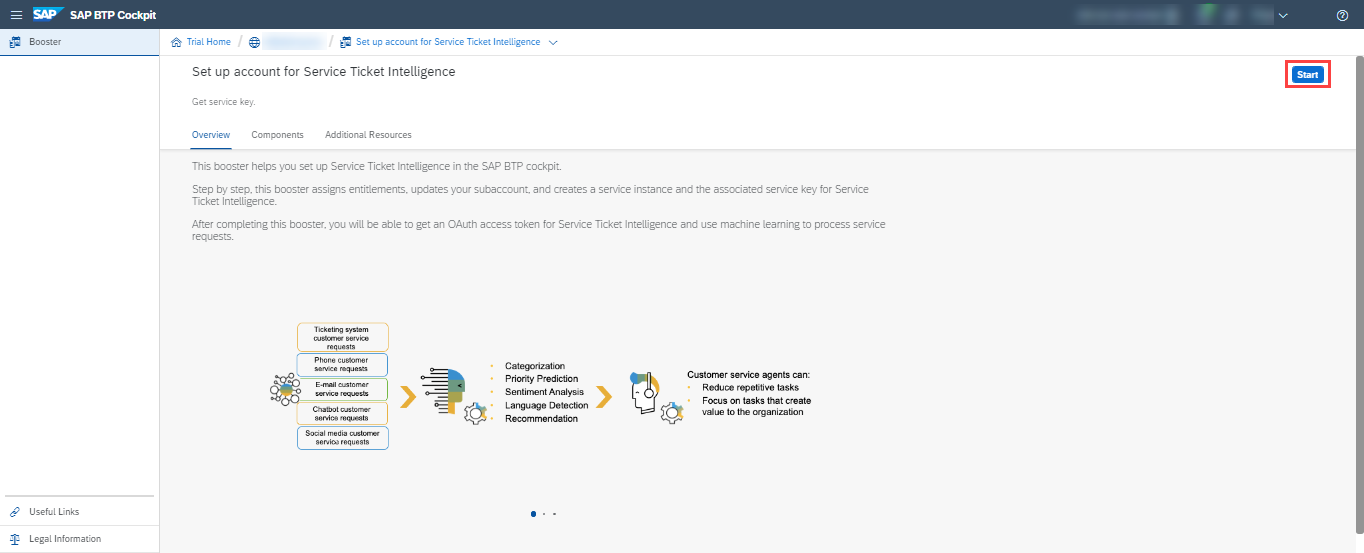 SAP SAP BTP Cockpit
Booster
Trial Home / / Set up account for Service Ticket Intelligence
Set up account for Service Ticket Intelligence
Start
Get service key.
Overview Components Additional Resources
This booster helps you set up Service Ticket Intelligence in the SAP BTP cockpit.
Step by step, this booster assigns entitlements, updates your subaccount, and creates a service instance and the associated service key for Service
Ticket Intelligence.
After completing this booster, you will be able to get an OAuth access token for Service Ticket Intelligence and use machine learning to process service
requests.
Ticketing system
customer service
requests
Phone customer
service requests
E-mail customer
service requests
Chatbot customer
service requests
Social media customer
service requests
• Categorization
• Priority Prediction
• Sentiment Analysis
• Language Detection
• Recommendation
Customer service agents can:
• Reduce repetitive tasks
• Focus on tasks that create
value to the organization
Useful Links
Legal Information